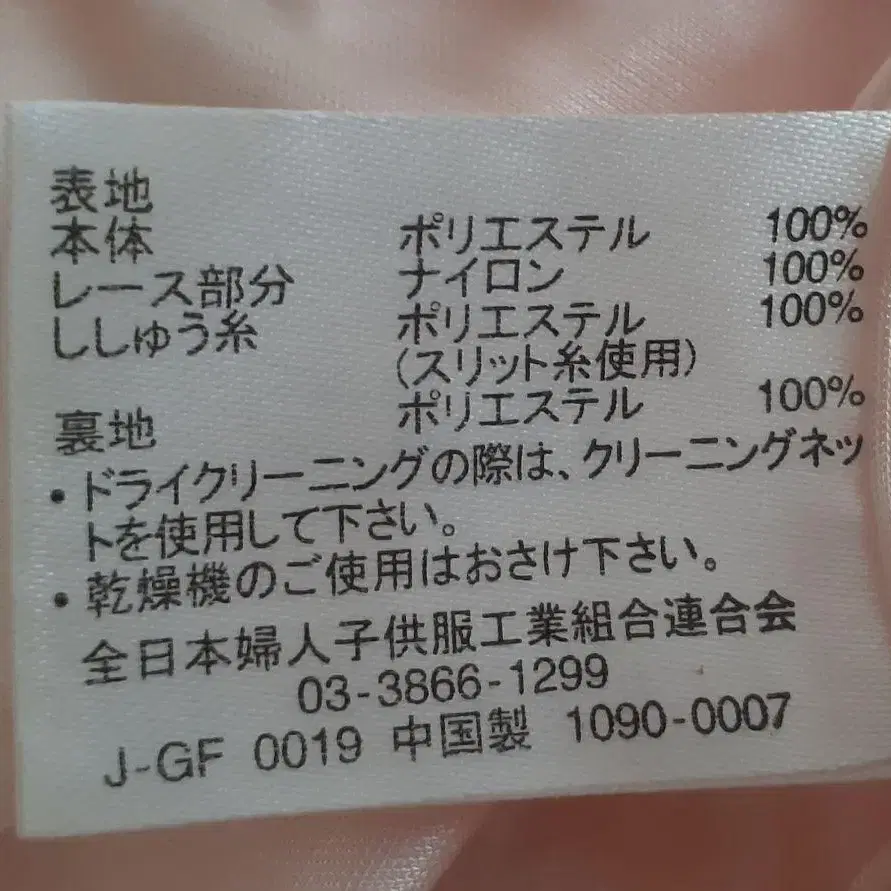 表地
本体 ポリエステル 100%
レース部分 ナイロン 100%
ししゅう糸 ポリエステル 100%
(スリット糸使用)
裏地 ポリエステル 100%
・ドライクリーニングの際は、クリーニングネッ
トを使用して下さい。
・乾燥機のご使用はおさけ下さい。
全日本婦人子供服工業組合連合会
03-3866-1299
J-GF 0019 中国製 1090-0007